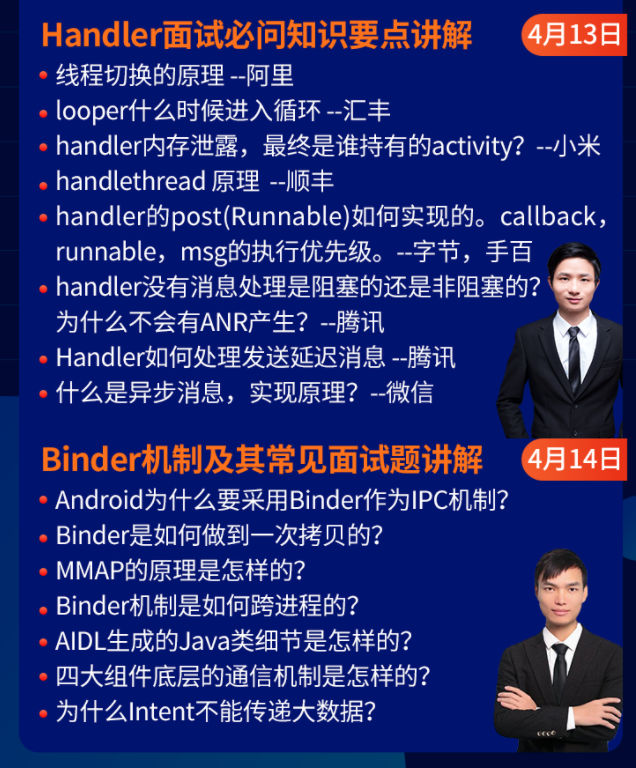 Handler面试必问知识要点讲解
4月13日
线程切换的原理 --阿里
looper什么时候进入循环 --汇丰
handler内存泄露，最终是谁持有的activity？--小米
handlethread 原理 --顺丰
handler的post(Runnable)如何实现的。callback，
runnable，msg的执行优先级。--字节，手百
handler没有消息处理是阻塞的还是非阻塞的？
为什么不会有ANR产生？--腾讯
Handler如何处理发送延迟消息 --腾讯
什么是异步消息，实现原理？--微信
Binder机制及其常见面试题讲解
4月14日
Android为什么要采用Binder作为IPC机制？
Binder是如何做到一次拷贝的？
MMAP的原理是怎样的？
Binder机制是如何跨进程的？
AIDL生成的Java类细节是怎样的？
四大组件底层的通信机制是怎样的？
为什么Intent不能传递大数据？